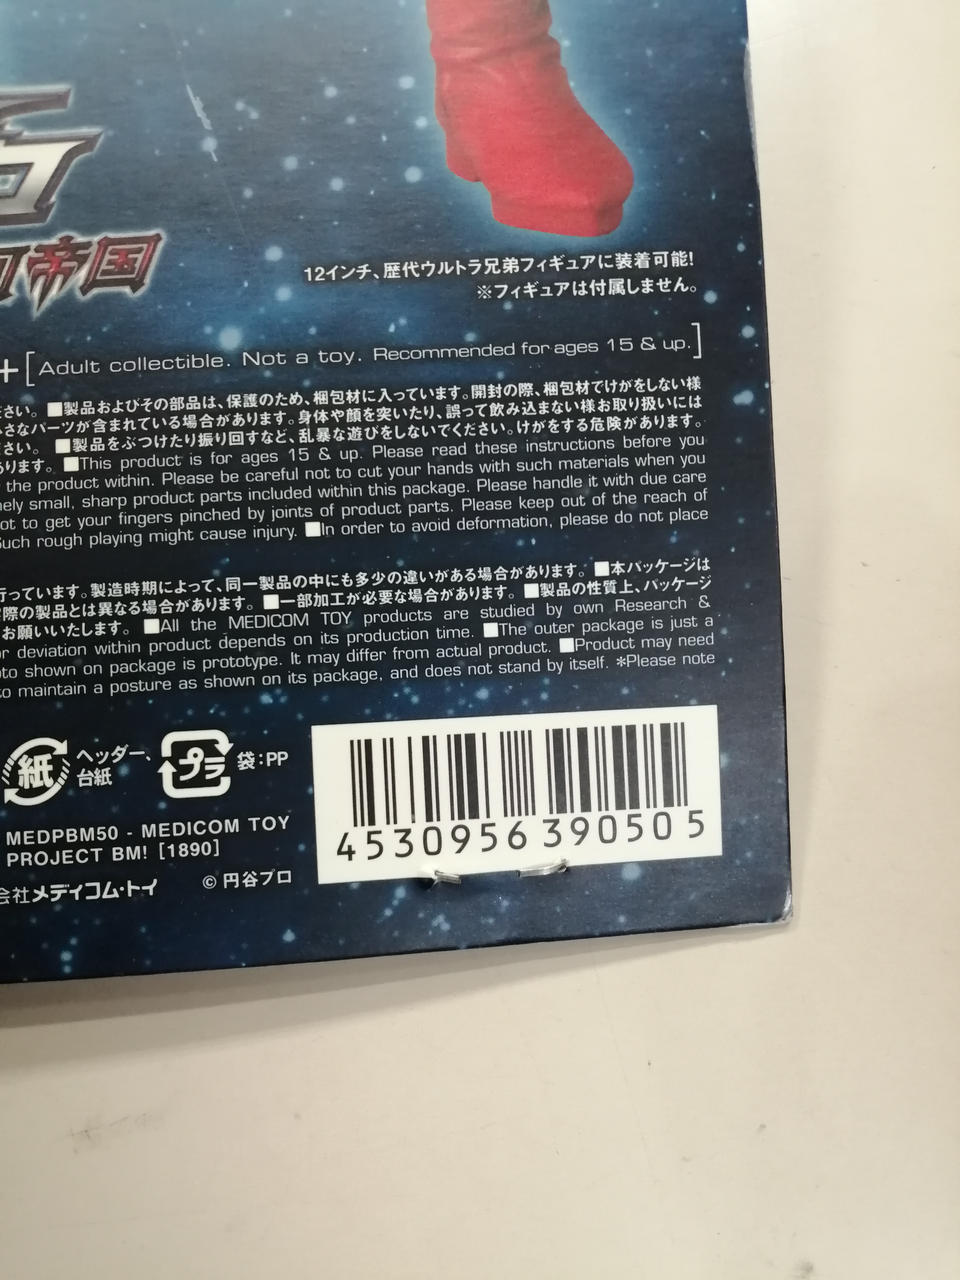 帝国
12インチ、歴代ウルトラ兄弟フィギュアに装着可能!
※フィギュアは付属しません。
+[Adult collectible. Not a toy. Recommended for ages 15 & up.]
ださい。 ■製品およびその部品は、保護のため、梱包材に入っています。開封の際、梱包材でけがをしない様
さなパーツが含まれている場合があります。身体や顔を突いたり、誤って飲み込まない様お取り扱いには
さい。 ■製品をぶつけたり振り回すなど、乱暴な遊びをしないでください。けがをする危険があります。
あります。 ■This product is for ages 15 & up. Please read these instructions before you
the product within. Please be careful not to cut your hands with such materials when you
ely small, sharp product parts included within this package. Please handle it with due care
ot to get your fingers pinched by joints of product parts. Please keep out of the reach of
Such rough playing might cause injury. ■In order to avoid deformation, please do not place
行っています。製造時期によって、同一製品の中にも多少の違いがある場合があります。 ■本パッケージは
際の製品とは異なる場合があります。 ■一部加工が必要な場合があります。 ■製品の性質上、パッケージ
お願いいたします。 ■All the MEDICOM TOY products are studied by own Research &
r deviation within product depends on its production time. ■The outer package is just a
oto shown on package is prototype. It may differ from actual product. ■Product may need
to maintain a posture as shown on its package, and does not stand by itself. *Please note
紙 ヘッダー、台紙 プラ 袋:PP
MEDPBM50 - MEDICOM TOY
PROJECT BM! [1890]
会社メディコム・トイ © 円谷プロ
4530956390505